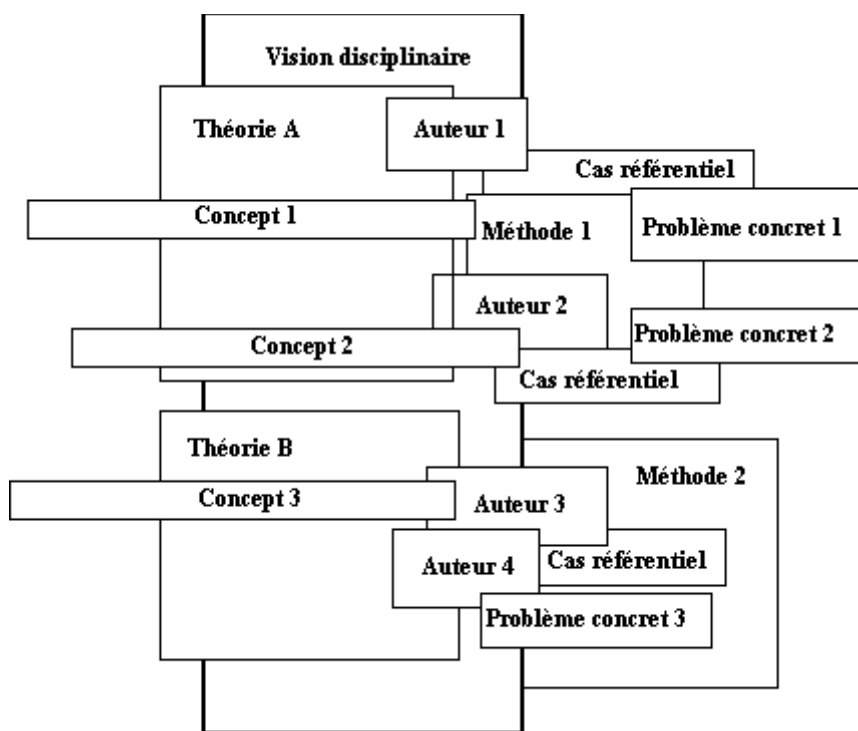 Vision disciplinaire
Théorie A
Auteur 1
Cas référentiel
Concept 1
Méthode 1
Problème concret 1
Auteur 2
Concept 2
Problème concret 2
Cas référentiel
Théorie B
Méthode 2
Concept 3
Auteur 3
Auteur 4
Cas référentiel
Problème concret 3